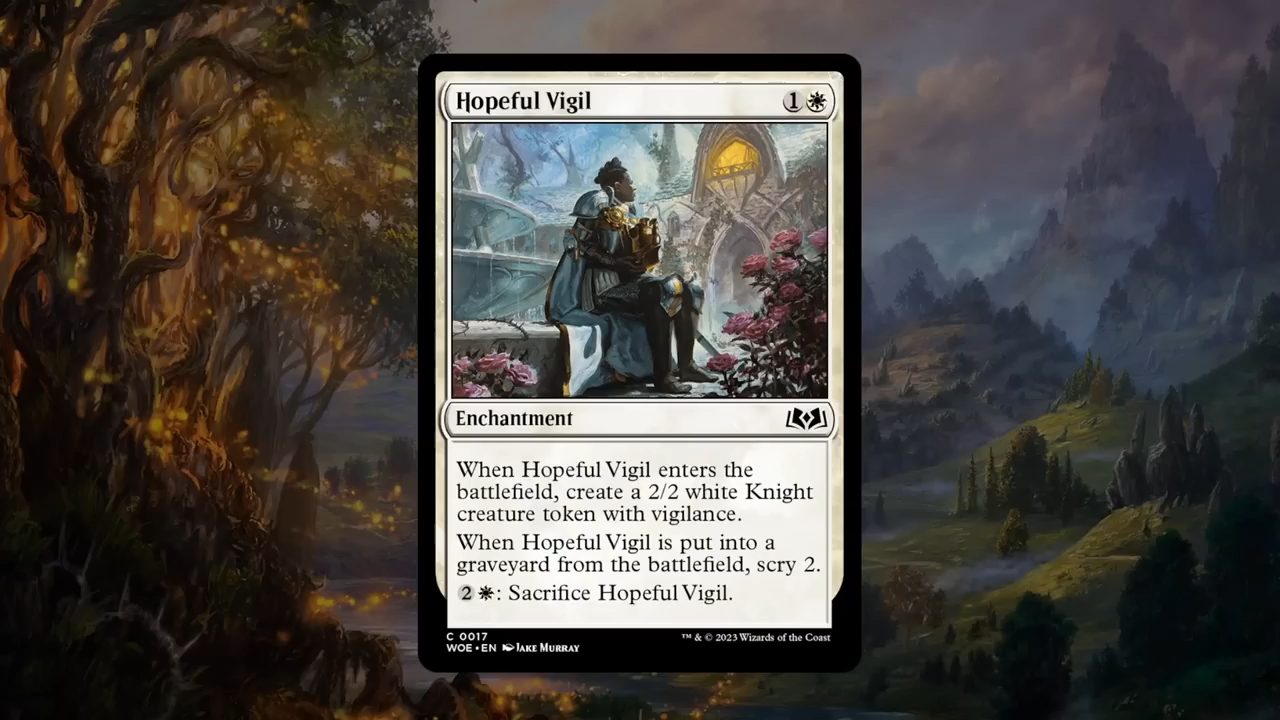 Hopeful Vigil 1
Enchantment
When Hopeful Vigil enters the
battlefield, create a 2/2 white Knight
creature token with vigilance.
When Hopeful Vigil is put into a
graveyard from the battlefield, scry 2.
2 : Sacrifice Hopeful Vigil.
C 0017
WOE • EN Jake Murray
™ & © 2023 Wizards of the Coast